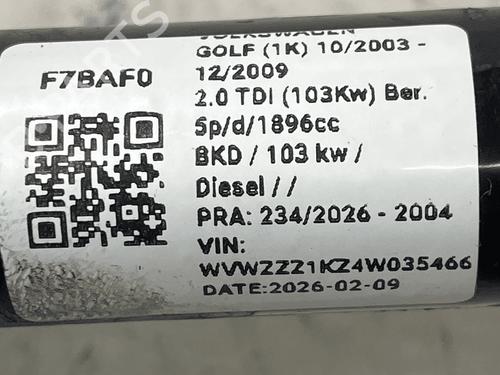 VOLKSWAGEN
GOLF (1K) 10/2003 -
12/2009
F7BAF0
2.0 TDI (103Kw) Ber.
5p/d/1896cc
BKD / 103 kw /
Diesel / /
PRA: 234/2026 - 2004
VIN:
WVWZZZ1KZ4W035466
DATE:2026-02-09